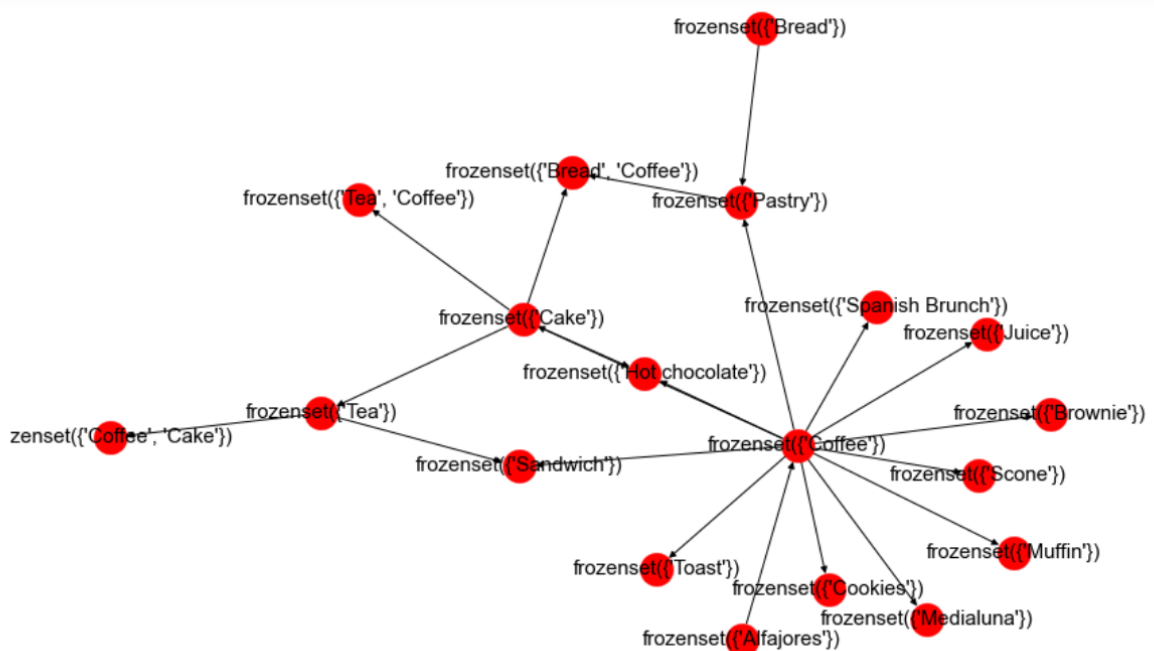 frozenset({'Bread'})
frozenset({'Bread', 'Coffee'})
frozenset({'Tea', 'Coffee'})
frozenset({'Pastry'})
frozenset({'Spanish Brunch'})
frozenset({'Cake'})
frozenset({'Juice'})
frozenset({'Hot chocolate'})
frozenset({'Tea'})
frozenset({'Brownie'})
zenset({'Coffee', 'Cake'})
frozenset({'Coffee'})
frozenset({'Sandwich'})
frozenset({'Scone'})
frozenset({'Muffin'})
frozenset({'Toast'})
frozenset({'Cookies'})
frozenset({'Medialuna'})
frozenset({'Alfajores'})